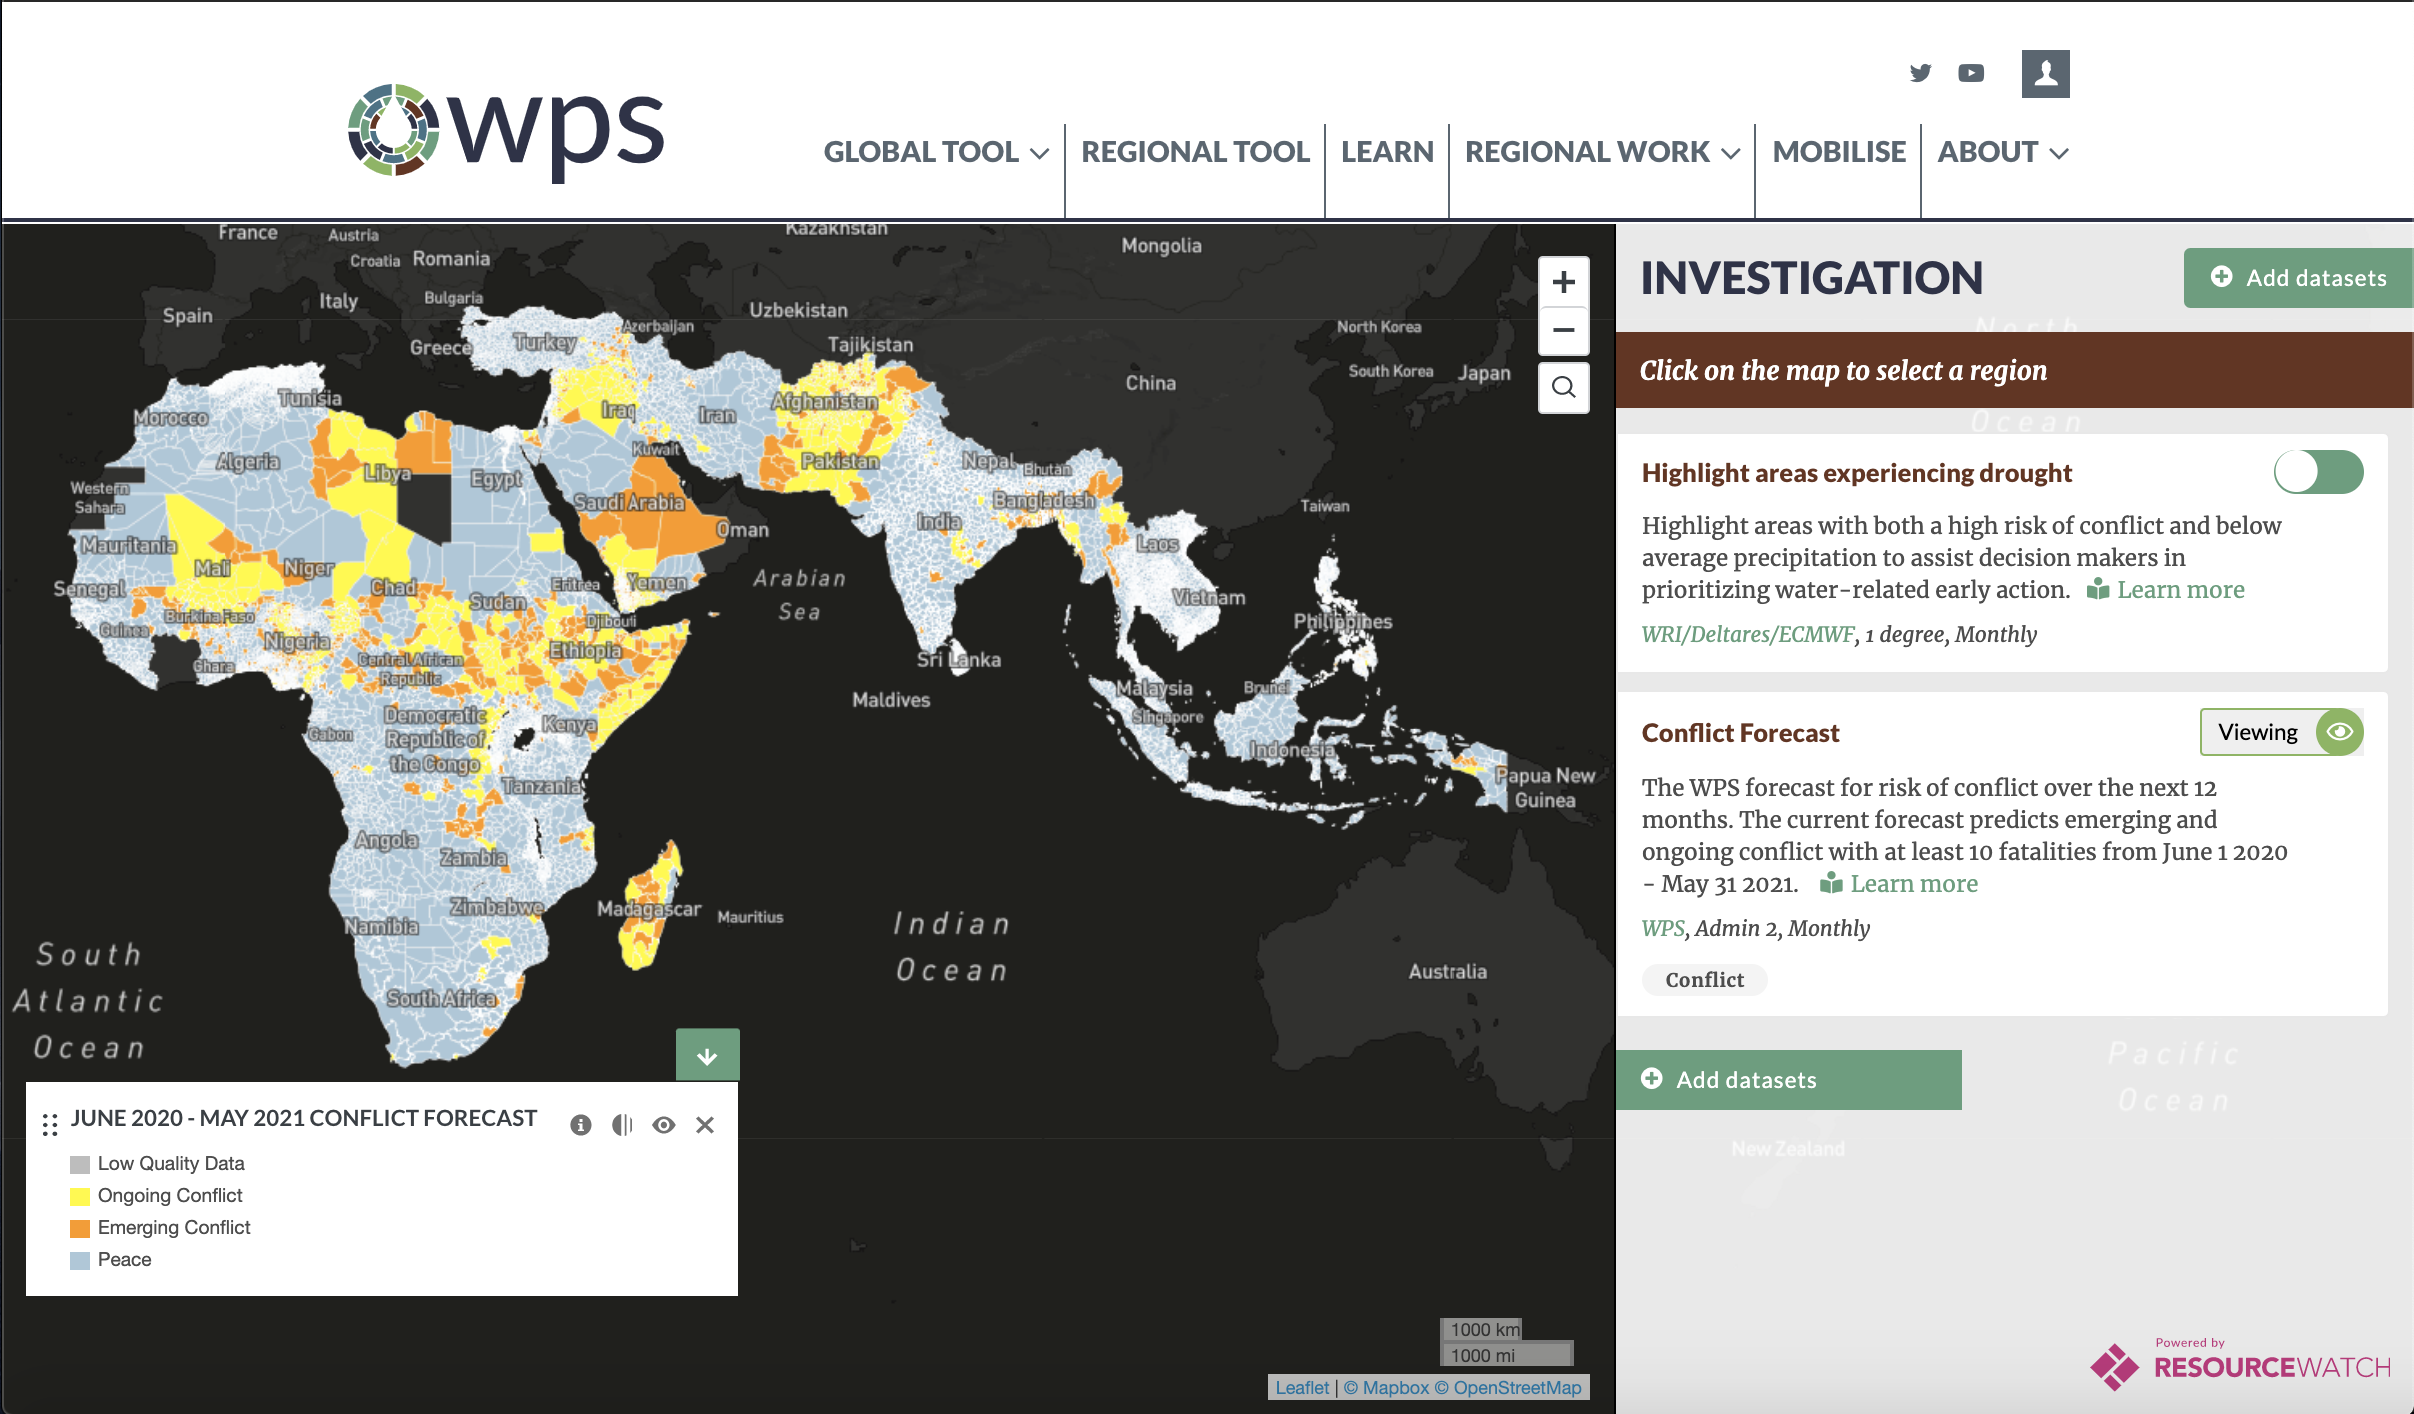 wps
GLOBAL TOOL
REGIONAL TOOL
LEARN
REGIONAL WORK
MOBILISE
ABOUT
France
Austria
Croatia
Romania
Kazakhstan
Mongolia
Spain
Italy
Bulgaria
Uzbekistan
Azerbaijan
North Korea
Greece
Turkey
Tajikistan
South Korea
Japan
China
Tunisia
Morocco
Iraq
Iran
Afghanistan
Algeria
Libya
Egypt
Kuwait
Pakistan
Nepal
Bhutan
Western
Sahara
Saudi Arabia
Oman
India
Bangladesh
Taiwan
Mauritania
Mali
Niger
Chad
Sudan
Eritrea
Yemen
Arabian
Sea
Laos
Vietnam
Senegal
Burkina Faso
Guinea
Nigeria
Ghana
Djibouti
Ethiopia
Central African
Republic
Philippines
Sri Lanka
Maldives
Malaysia
Brunei
Singapore
Indonesia
Democratic
Republic of
the Congo
Gabon
Kenya
Tanzania
Papua New
Guinea
Angola
Zambia
Zimbabwe
Namibia
Madagascar
Mauritius
South Africa
South
Atlantic
Ocean
Indian
Ocean
Australia
JUNE 2020 - MAY 2021 CONFLICT FORECAST
Low Quality Data
Ongoing Conflict
Emerging Conflict
Peace
1000 km
1000 mi
Leaflet | © Mapbox © OpenStreetMap
INVESTIGATION
Add datasets
North
Click on the map to select a region
Ocean
Highlight areas experiencing drought
Highlight areas with both a high risk of conflict and below
average precipitation to assist decision makers in
prioritizing water-related early action. Learn more
WRI/Deltares/ECMWF, 1 degree, Monthly
Conflict Forecast
Viewing
The WPS forecast for risk of conflict over the next 12
months. The current forecast predicts emerging and
ongoing conflict with at least 10 fatalities from June 1 2020
- May 31 2021. Learn more
WPS, Admin 2, Monthly
Conflict
Add datasets
Pacific
Ocean
New Zealand
Powered by
RESOURCEWATCH